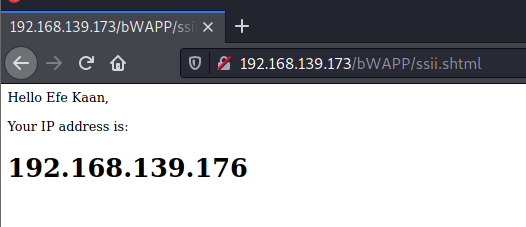 192.168.139.173/bWAPP/ssii
192.168.139.173/bWAPP/ssii.shtml
Hello Efe Kaan,
Your IP address is:
192.168.139.176